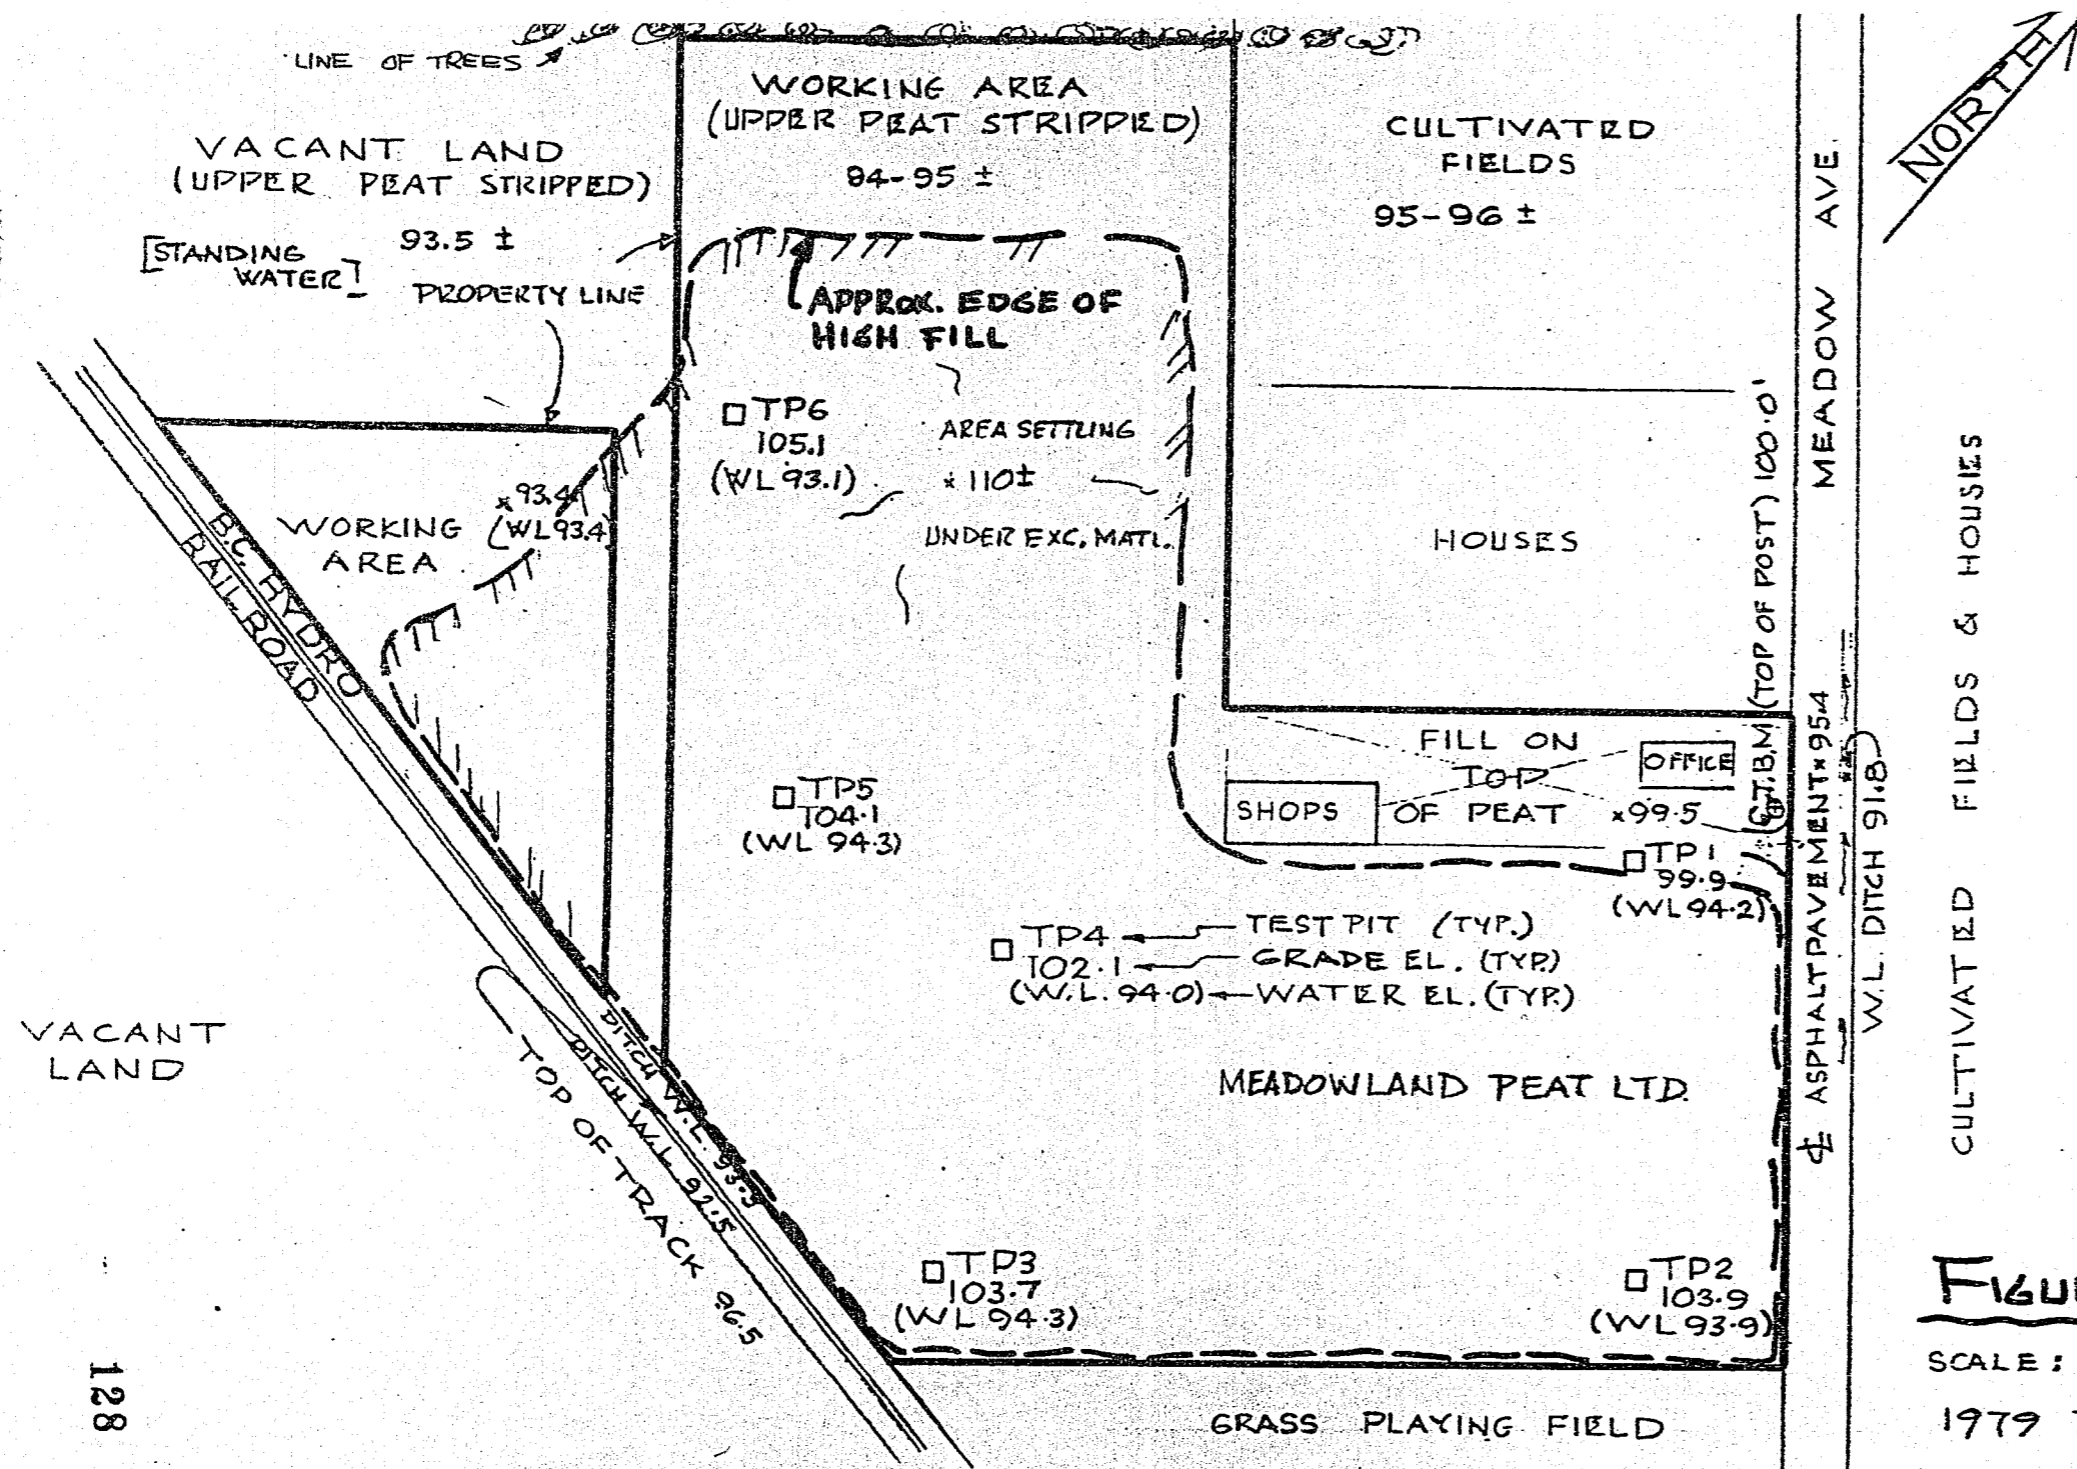 LINE OF TREES
WORKING AREA
(UPPER PEAT STRIPPED)
94-95 ±
CULTIVATED
FIELDS
95-96 ±
NORTH
VACANT LAND
(UPPER PEAT STRIPPED)
93.5 ±
[STANDING
WATER]
PROPERTY LINE
APPROX. EDGE OF
HIGH FILL
MEADOW AVE.
TP6
105.1
(WL 93.1)
AREA SETTLING
x 110±
UNDER EXC. MATL.
x 93.4
(WL 93.4)
WORKING
AREA
HOUSES
B.C. HYDRO
RAILROAD
T.B.M (TOP OF POST) 100.0'
CULTIVATED FIELDS & HOUSES
FILL ON
TOP
OF PEAT
OFFICE
SHOPS
x 99.5
TP5
104.1
(WL 94.3)
TP1
99.9
(WL 94.2)
℄ ASPHALT PAVEMENT x 95.4
W.L. DITCH 91.8
TP4
TEST PIT (TYP.)
102.1
GRADE EL. (TYP.)
(W.L. 94.0)
WATER EL. (TYP.)
VACANT
LAND
DITCH W.L. 93.3
DITCH W.L. 92.5
TOP OF TRACK 96.5
MEADOWLAND PEAT LTD.
TP3
103.7
(WL 94.3)
TP2
103.9
(WL 93.9)
GRASS PLAYING FIELD
SCALE:
1979
128